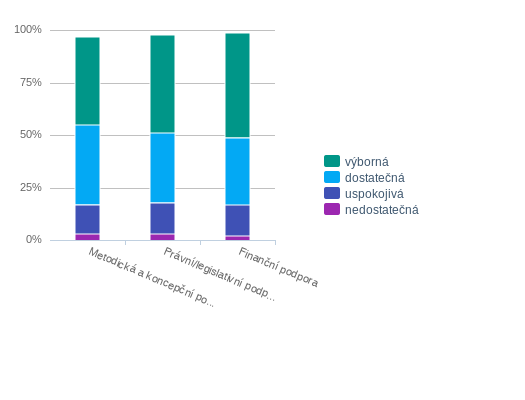 100%
75%
50%
25%
0%
Metodická a koncepční po...
Právní/legislativní podp...
Finanční podpora
výborná
dostatečná
uspokojivá
nedostatečná